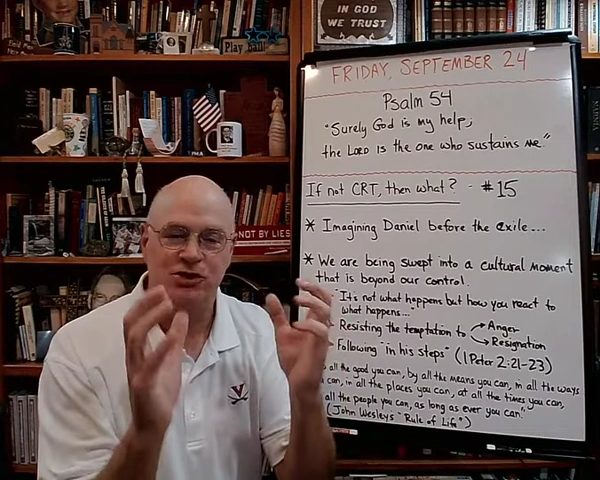 IN GOD
WE TRUST
Play ball
NOT BY LIES
FRIDAY, SEPTEMBER 24
Psalm 54
"Surely God is my help;
the LORD is the one who sustains me."
If not CRT, then what? - #15
* Imagining Daniel before the exile...
* We are being swept into a cultural moment
that is beyond our control.
It's not what happens but how you react to
what happens...
Resisting the temptation to → Anger
→ Resignation
Following "in his steps" (1 Peter 2:21-23)
all the good you can, by all the means you can, in all the ways
can, in all the places you can, at all the times you can,
all the people you can, as long as ever you can."
(John Wesley's "Rule of Life")